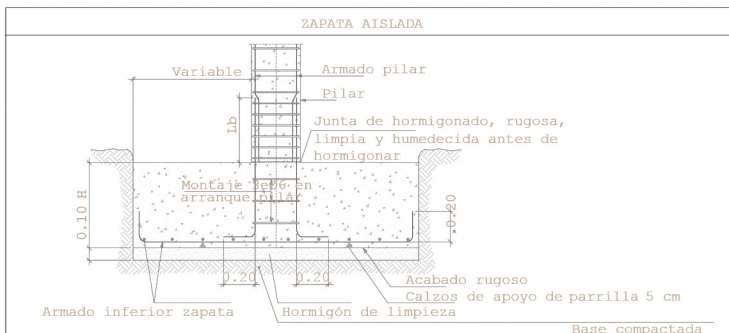 ZAPATA AISLADA
Variable
Armado pilar
Pilar
Lb
Junta de hormigonado, rugosa,
limpia y humedecida antes de
hormigonar
Montaje en
arranque pilar
0.10 H
0.20
0.20
0.20
Acabado rugoso
Calzos de apoyo de parrilla 5 cm
Armado inferior zapata
Hormigón de limpieza
Base compactada